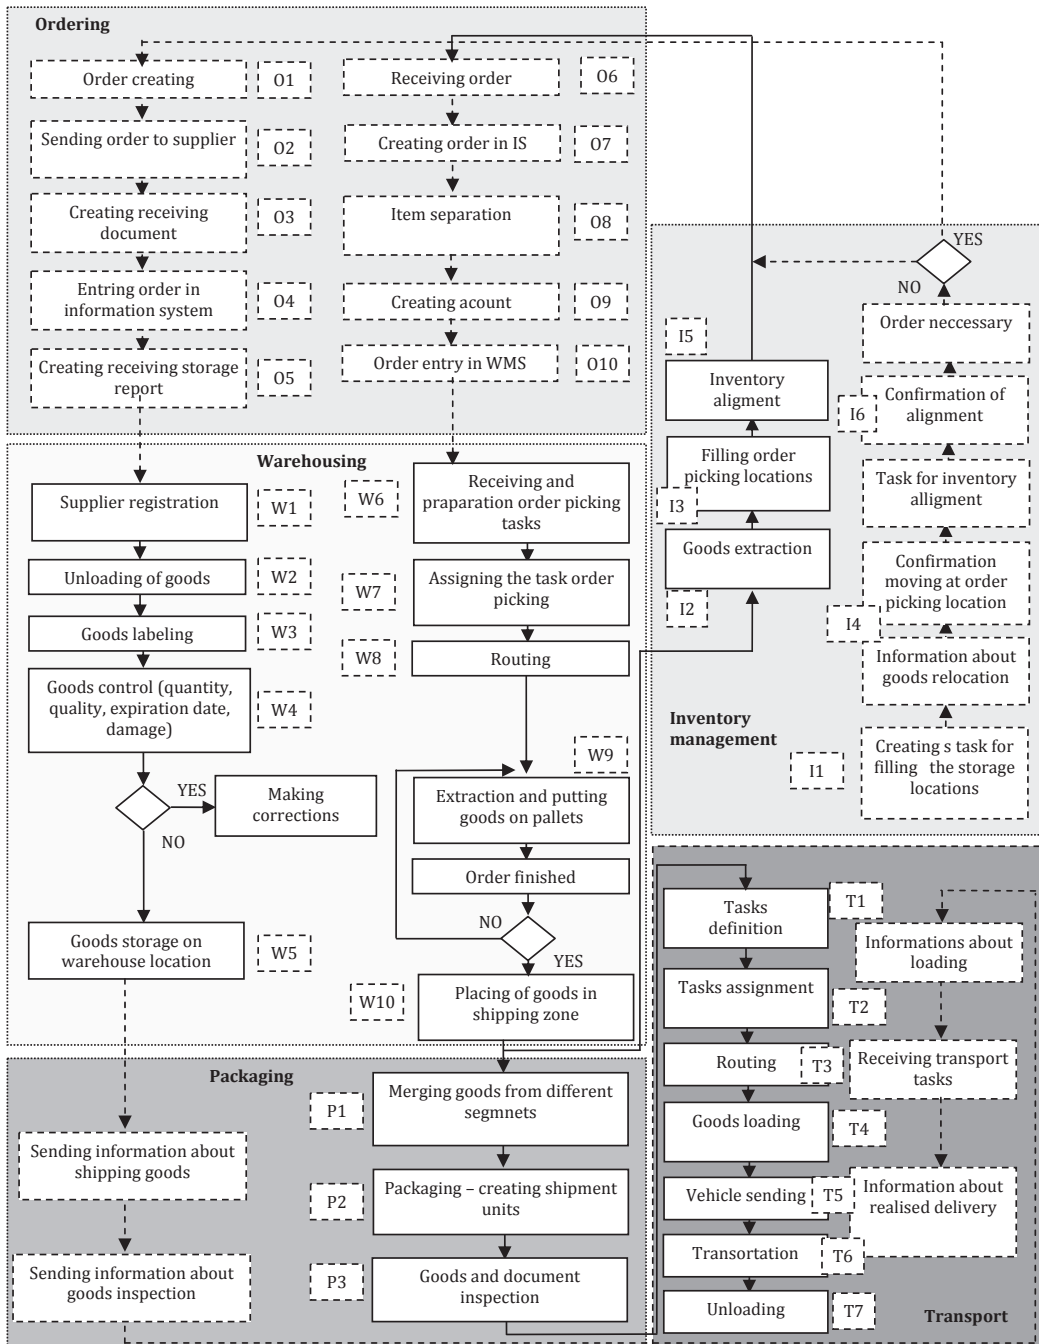 Ordering
Order creating
O1
Sending order to supplier
O2
Creating receiving
document
O3
Entring order in
information system
O4
Creating receiving storage
report
O5
Receiving order
O6
Creating order in IS
O7
Item separation
O8
Creating acount
O9
Order entry in WMS
O10
Warehousing
Supplier registration
W1
Unloading of goods
W2
Goods labeling
W3
Goods control (quantity,
quality, expiration date,
damage)
W4
YES
Making
corrections
NO
Goods storage on
warehouse location
W5
W6
Receiving and
praparation order picking
tasks
W7
Assigning the task order
picking
W8
Routing
W9
Extraction and putting
goods on pallets
Order finished
NO
YES
W10
Placing of goods in
shipping zone
YES
NO
Order neccessary
I5
Inventory
aligment
I6
Confirmation of
alignment
Filling order
picking locations
I3
Task for inventory
alligment
Goods extraction
I2
Confirmation
moving at order
picking location
I4
Information about
goods relocation
Inventory
management
I1
Creating s task for
filling the storage
locations
Packaging
Sending information about
shipping goods
Sending information about
goods inspection
P1
Merging goods from different
segmnets
P2
Packaging – creating shipment
units
P3
Goods and document
inspection
Tasks
definition
T1
Tasks assignment
T2
Routing
T3
Goods loading
T4
Vehicle sending
T5
Transortation
T6
Unloading
T7
Informations about
loading
Receiving transport
tasks
Information about
realised delivery
Transport